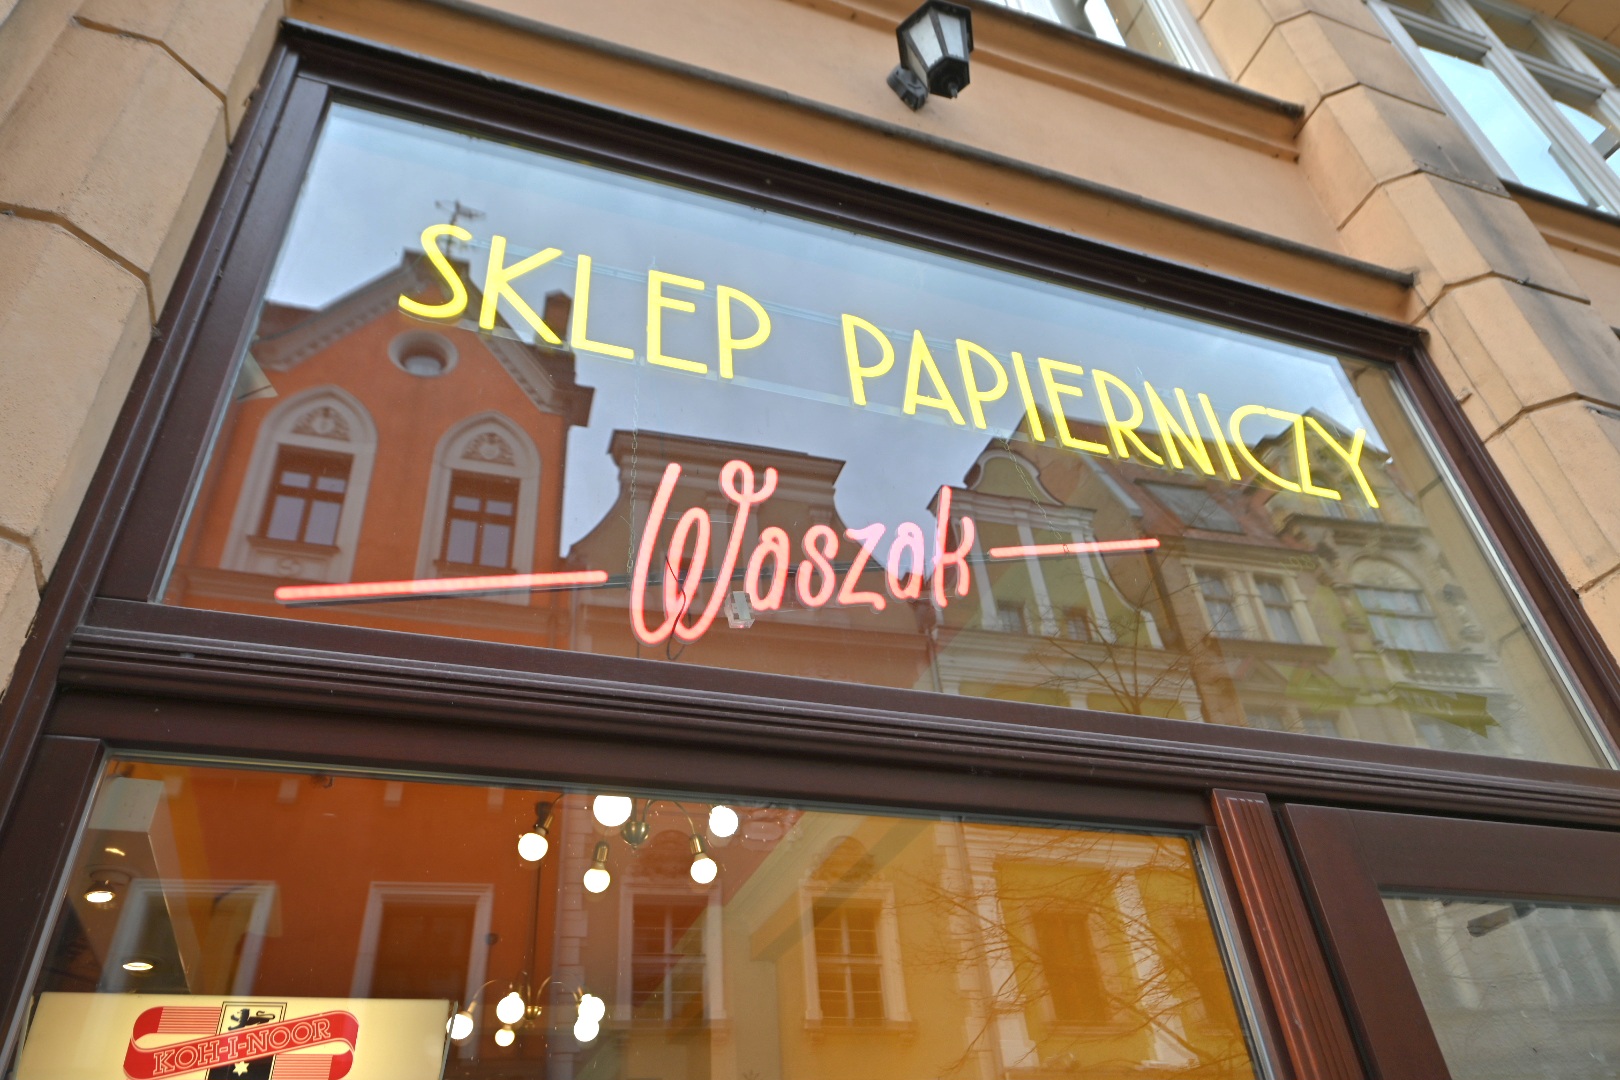 SKLEP PAPIERNICZY
Waszak
KOH-I-NOOR